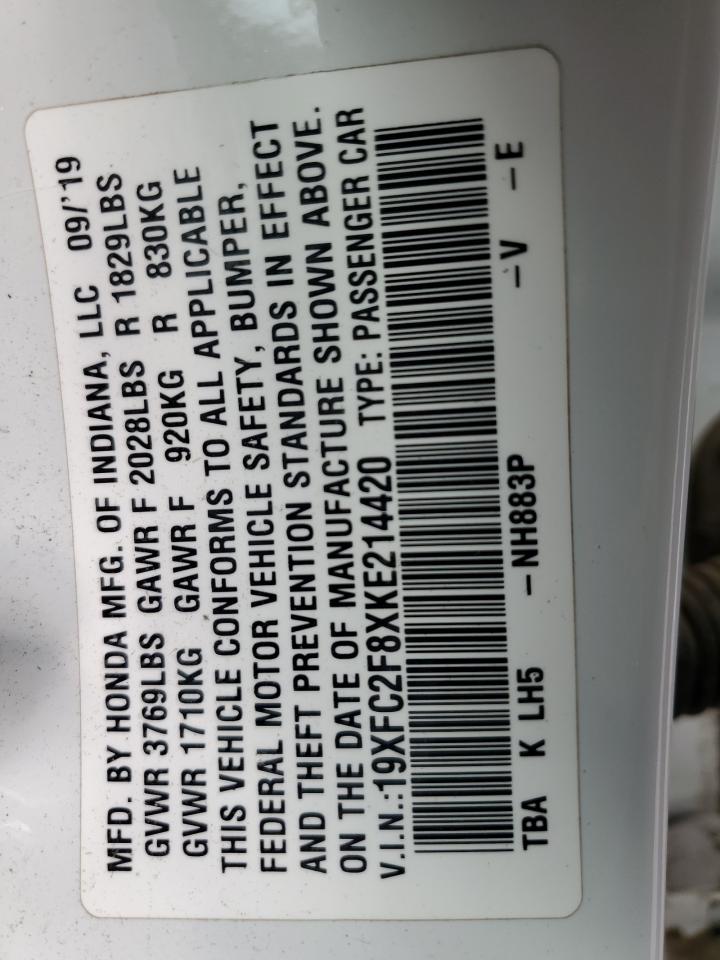 MFD. BY HONDA MFG. OF INDIANA, LLC 09/'19
GVWR 3769LBS GAWR F 2028LBS R 1829LBS
GVWR 1710KG GAWR F 920KG R 830KG
THIS VEHICLE CONFORMS TO ALL APPLICABLE
FEDERAL MOTOR VEHICLE SAFETY, BUMPER,
AND THEFT PREVENTION STANDARDS IN EFFECT
ON THE DATE OF MANUFACTURE SHOWN ABOVE.
V.I.N.:19XFC2F8XKE214420 TYPE: PASSENGER CAR
TBA K LH5 –NH883P –V –E